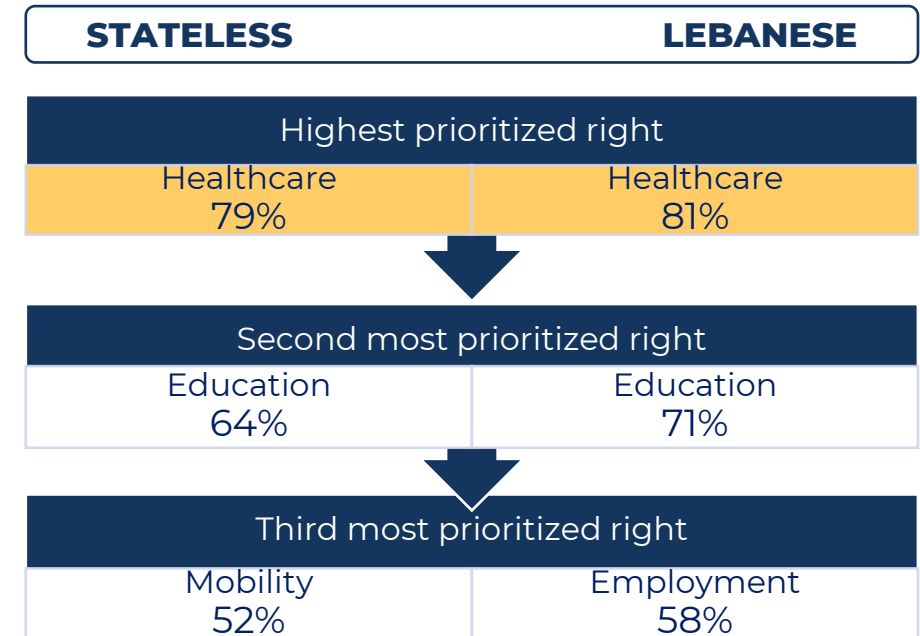 STATELESS LEBANESE
Highest prioritized right
Healthcare Healthcare
79% 81%
Second most prioritized right
Education Education
64% 71%
Third most prioritized right
Mobility Employment
52% 58%